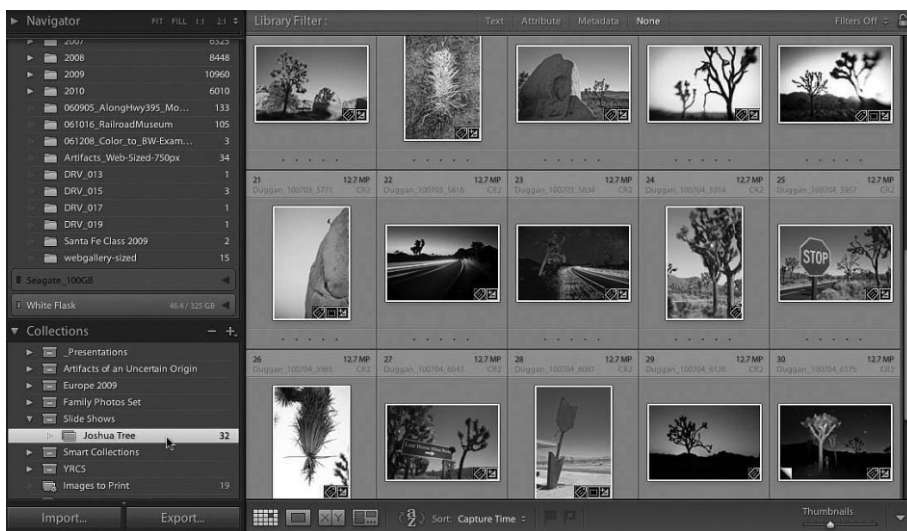 Navigator FIT FILL 1:1 2:1
Library Filter: Text Attribute Metadata None Filters Off
2007 6325
2008 8448
2009 10960
2010 6010
060905_AlongHwy395_Mo... 133
061016_RailroadMuseum 105
061208_Color_to_BW-Exam... 3
Artifacts_Web-Sized-750px 34
DRV_013 1
DRV_015 3
DRV_017 1
DRV_019 1
Santa Fe Class 2009 2
webgallery-sized 15
Seagate_100GB
White Flask 46.4 / 325 GB
Collections
_Presentations
Artifacts of an Uncertain Origin
Europe 2009
Family Photos Set
Slide Shows
Joshua Tree 32
Smart Collections
YRCS
Images to Print 19
Import... Export...
21 12.7 MP
Duggan_100703_5771 CR2
22 12.7 MP
Duggan_100703_5818 CR2
23 12.7 MP
Duggan_100703_5834 CR2
24 12.7 MP
Duggan_100704_5914 CR2
25 12.7 MP
Duggan_100704_5957 CR2
STOP
26 12.7 MP
Duggan_100704_5985 CR2
27 12.7 MP
Duggan_100704_6043 CR2
28 12.7 MP
Duggan_100704_6087 CR2
29 12.7 MP
Duggan_100704_6126 CR2
30 12.7 MP
Duggan_100704_6175 CR2
XY
Sort: Capture Time
Thumbnails